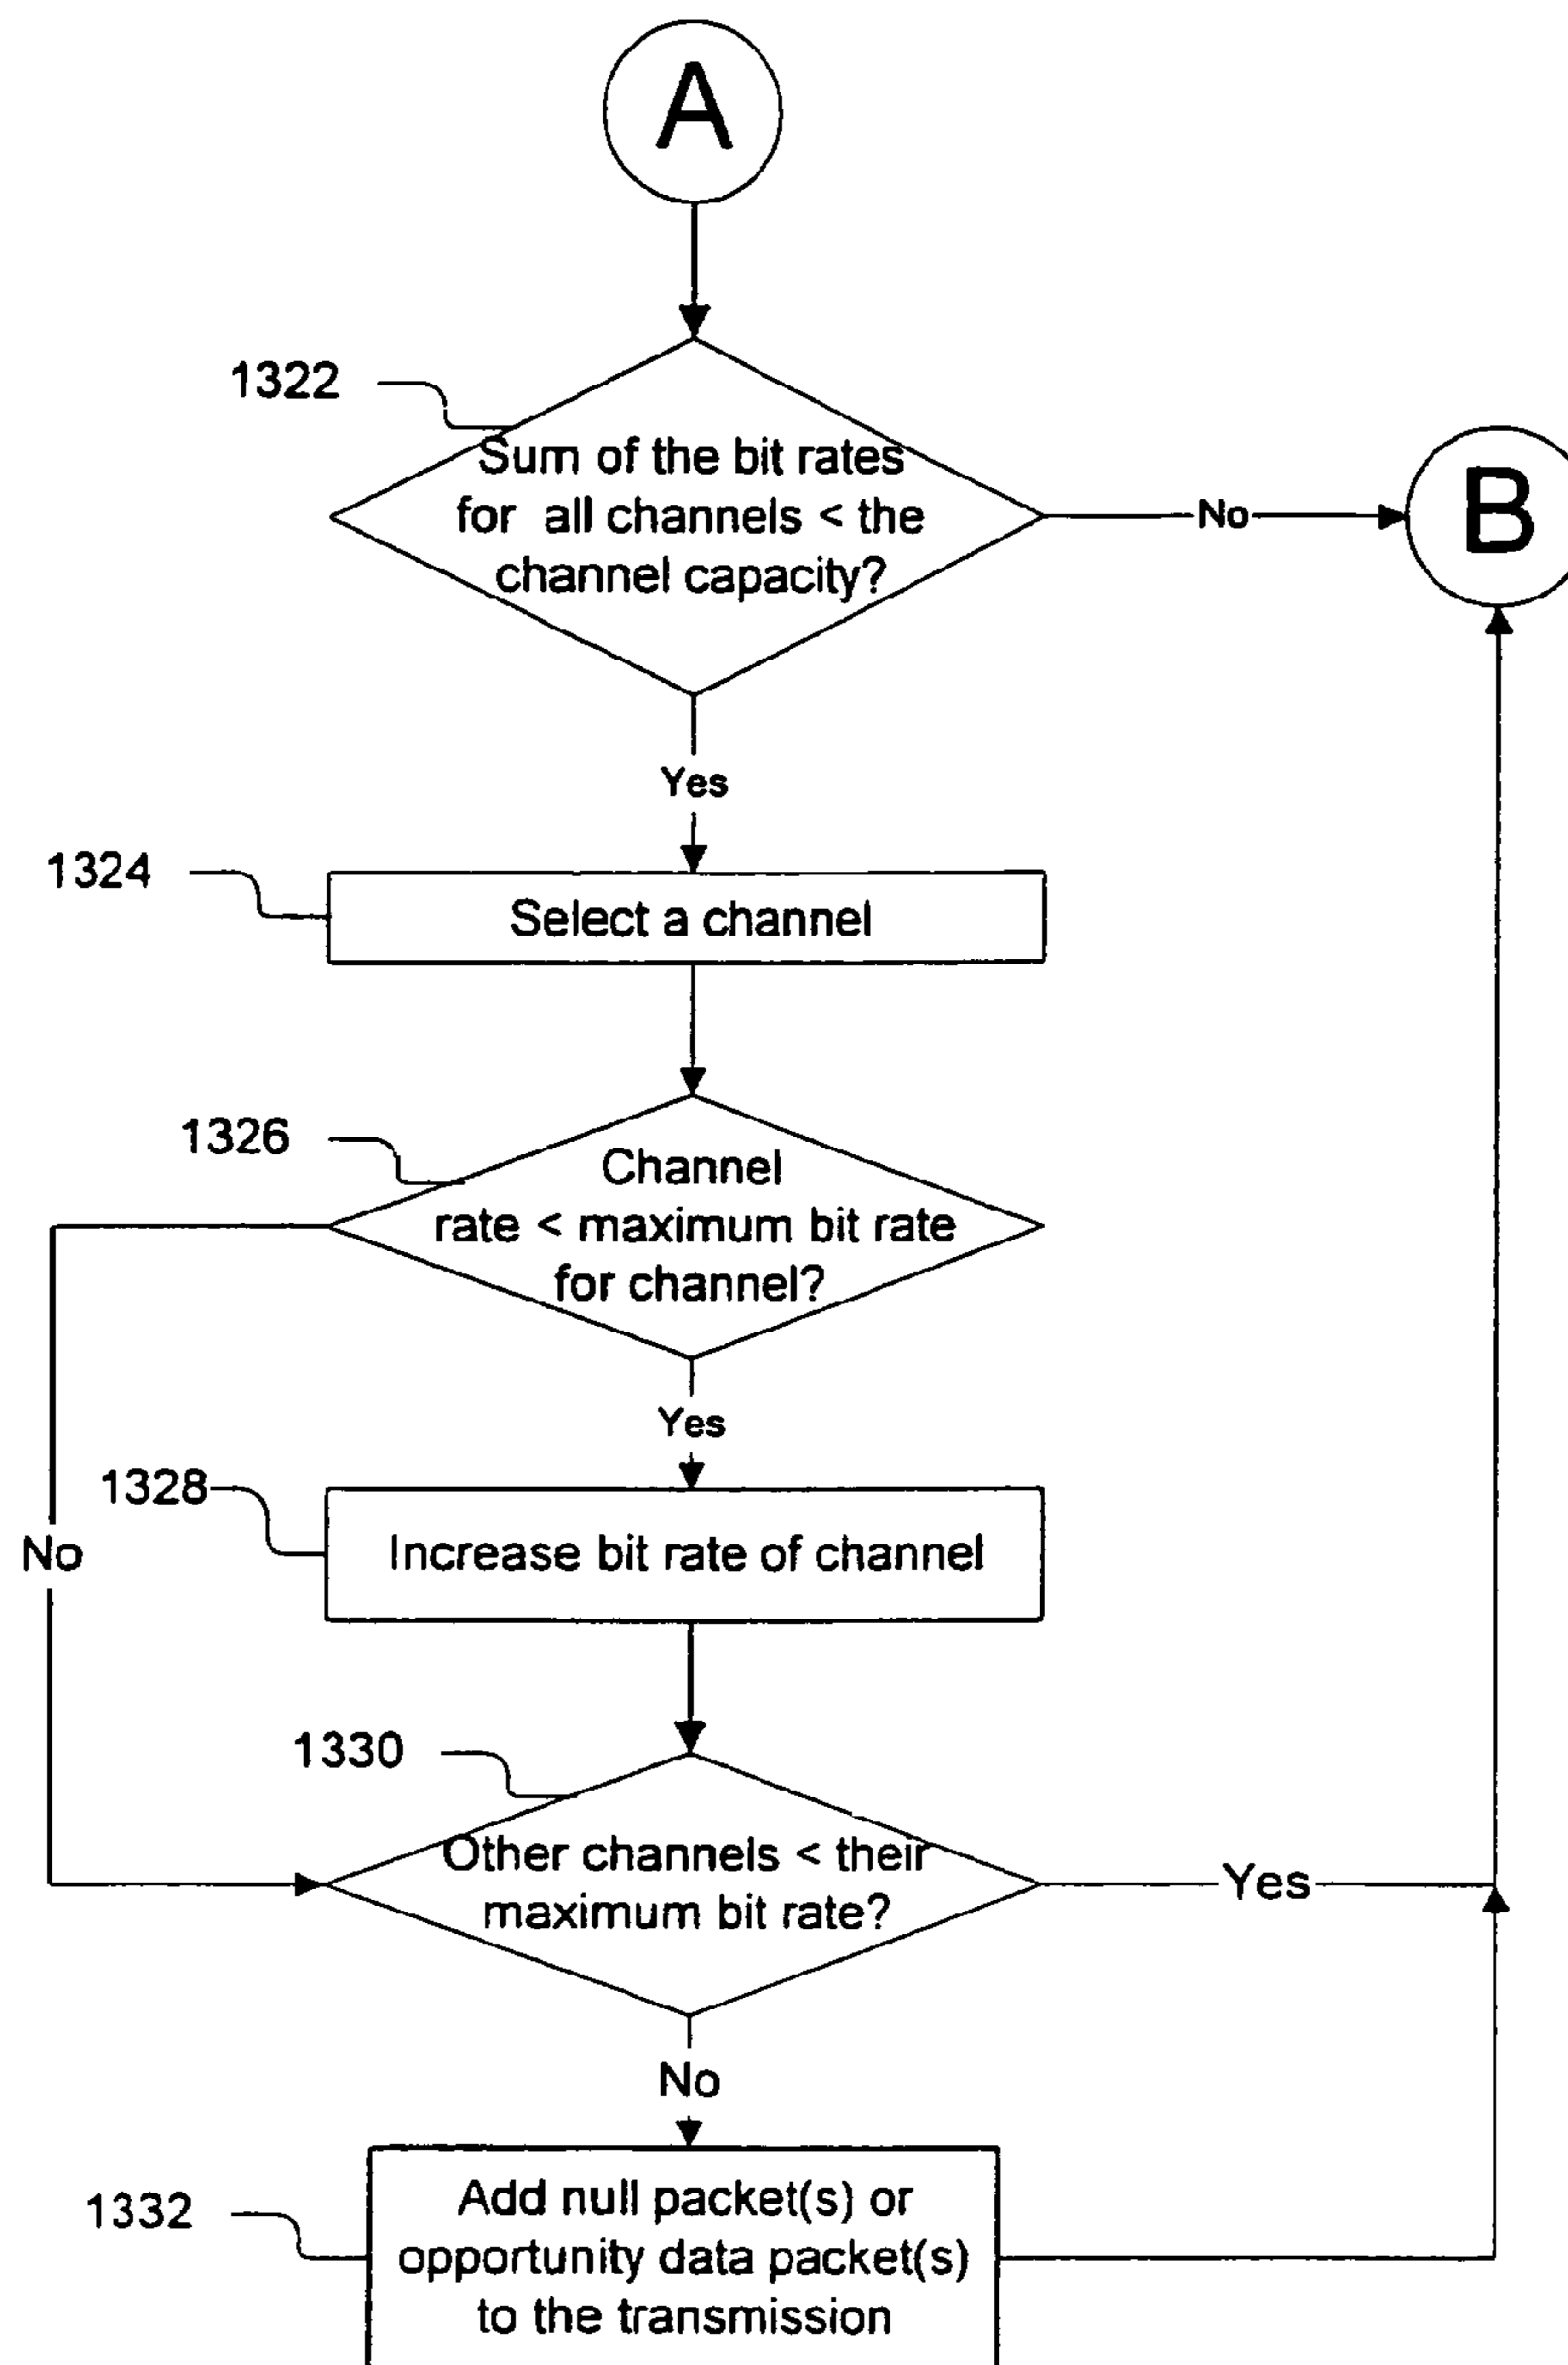 A
1322
Sum of the bit rates
for all channels < the
channel capacity?
No
B
Yes
1324
Select a channel
1326
Channel
rate < maximum bit rate
for channel?
Yes
1328
Increase bit rate of channel
No
1330
Other channels < their
maximum bit rate?
Yes
No
1332
Add null packet(s) or
opportunity data packet(s)
to the transmission